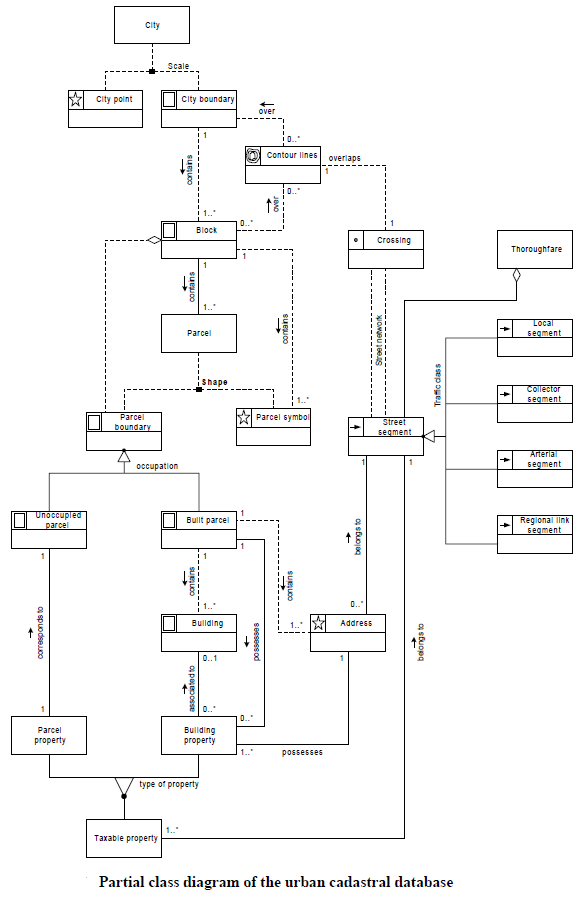 City
Scale
City point
City boundary
over
1
0..*
Contour lines
overlaps
1
contains
0..*
over
1..*
0..*
1
Block
Crossing
Thoroughfare
1
1
contains
1..*
contains
Parcel
Street network
Local
segment
Traffic class
Shape
Collector
segment
1..*
Parcel
boundary
Parcel symbol
Street
segment
occupation
1
1
Arterial
segment
Unoccupied
parcel
Built parcel
1
Regional link
segment
1
1
1
belongs to
contains
contains
1..*
0..*
corresponds to
Building
possesses
1..*
Address
belongs to
0..1
1
associated to
1
0..*
0..*
Parcel
property
Building
property
1..*
possesses
type of property
Taxable property
1..*
Partial class diagram of the urban cadastral database